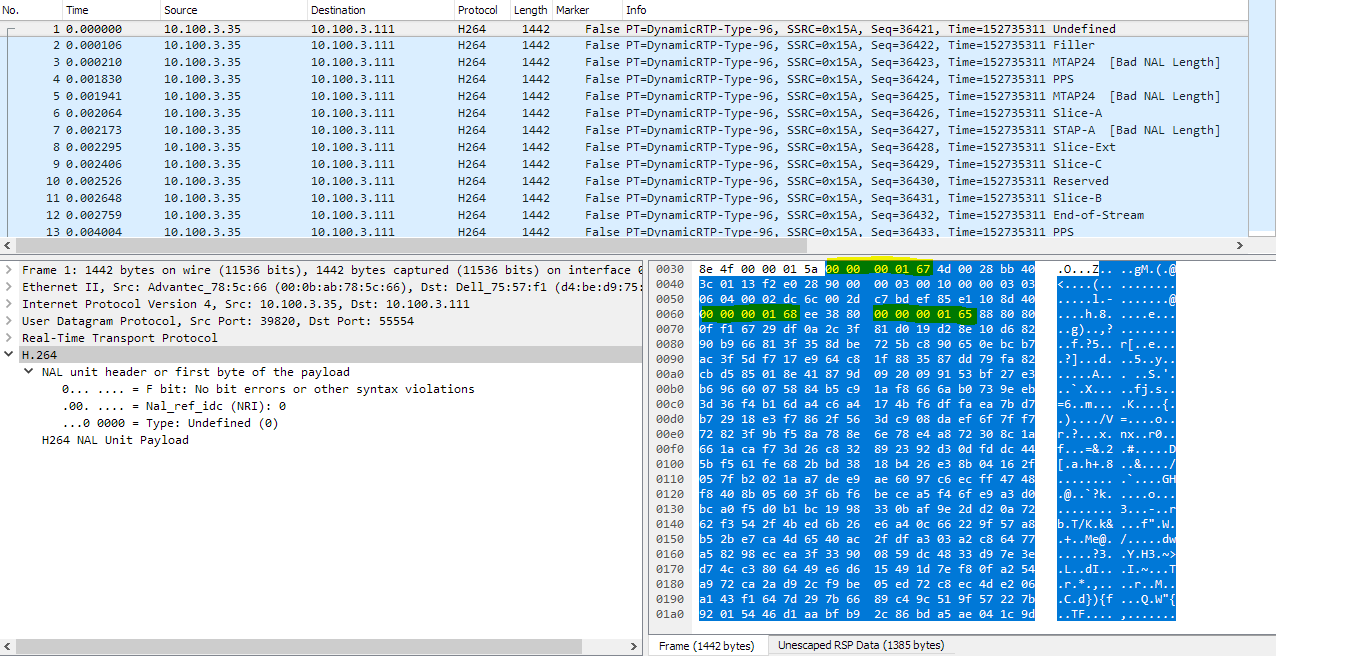 No. Time Source Destination Protocol Length Marker Info
1 0.000000 10.100.3.35 10.100.3.111 H264 1442 False PT=DynamicRTP-Type-96, SSRC=0x15A, Seq=36421, Time=152735311 Undefined
2 0.000106 10.100.3.35 10.100.3.111 H264 1442 False PT=DynamicRTP-Type-96, SSRC=0x15A, Seq=36422, Time=152735311 Filler
3 0.000210 10.100.3.35 10.100.3.111 H264 1442 False PT=DynamicRTP-Type-96, SSRC=0x15A, Seq=36423, Time=152735311 MTAP24 [Bad NAL Length]
4 0.001830 10.100.3.35 10.100.3.111 H264 1442 False PT=DynamicRTP-Type-96, SSRC=0x15A, Seq=36424, Time=152735311 PPS
5 0.001941 10.100.3.35 10.100.3.111 H264 1442 False PT=DynamicRTP-Type-96, SSRC=0x15A, Seq=36425, Time=152735311 MTAP24 [Bad NAL Length]
6 0.002064 10.100.3.35 10.100.3.111 H264 1442 False PT=DynamicRTP-Type-96, SSRC=0x15A, Seq=36426, Time=152735311 Slice-A
7 0.002173 10.100.3.35 10.100.3.111 H264 1442 False PT=DynamicRTP-Type-96, SSRC=0x15A, Seq=36427, Time=152735311 STAP-A [Bad NAL Length]
8 0.002295 10.100.3.35 10.100.3.111 H264 1442 False PT=DynamicRTP-Type-96, SSRC=0x15A, Seq=36428, Time=152735311 Slice-Ext
9 0.002406 10.100.3.35 10.100.3.111 H264 1442 False PT=DynamicRTP-Type-96, SSRC=0x15A, Seq=36429, Time=152735311 Slice-C
10 0.002526 10.100.3.35 10.100.3.111 H264 1442 False PT=DynamicRTP-Type-96, SSRC=0x15A, Seq=36430, Time=152735311 Reserved
11 0.002648 10.100.3.35 10.100.3.111 H264 1442 False PT=DynamicRTP-Type-96, SSRC=0x15A, Seq=36431, Time=152735311 Slice-B
12 0.002759 10.100.3.35 10.100.3.111 H264 1442 False PT=DynamicRTP-Type-96, SSRC=0x15A, Seq=36432, Time=152735311 End-of-Stream
13 0.004004 10.100.3.35 10.100.3.111 H264 1442 False PT=DynamicRTP-Type-96, SSRC=0x15A, Seq=36433, Time=152735311 PPS
Frame 1: 1442 bytes on wire (11536 bits), 1442 bytes captured (11536 bits) on interface
Ethernet II, Src: Advantec_78:5c:66 (00:0b:ab:78:5c:66), Dst: Dell_75:57:f1 (d4:be:d9:75:
Internet Protocol Version 4, Src: 10.100.3.35, Dst: 10.100.3.111
User Datagram Protocol, Src Port: 39820, Dst Port: 55554
Real-Time Transport Protocol
H.264
NAL unit header or first byte of the payload
0... .... = F bit: No bit errors or other syntax violations
.00. .... = Nal_ref_idc (NRI): 0
...0 0000 = Type: Undefined (0)
H264 NAL Unit Payload
0030 8e 4f 00 00 01 5a 00 00 00 01 67 4d 00 28 bb 40 .O...Z.. ..gM.(.@
0040 3c 01 13 f2 e0 28 90 00 00 03 00 10 00 00 03 03 <....(.. ........
0050 06 04 00 02 dc 6c 00 2d c7 bd ef 85 e1 10 8d 40 .....l.- .......@
0060 00 00 00 01 68 ee 38 80 00 00 00 01 65 88 80 80 ....h.8. ....e...
0070 0f f1 67 29 df 0a 2c 3f 81 d0 19 d2 8e 10 d6 82 ..g)..,? ........
0080 90 b9 66 81 3f 35 8d be 72 5b c8 90 65 0e bc b7 ..f.?5.. r[..e...
0090 ac 3f 5d f7 17 e9 64 c8 1f 88 35 87 dd 79 fa 82 .?]...d. ..5..y..
00a0 cb d5 85 01 8e 41 87 9d 09 20 09 91 53 bf 27 e3 .....A.. . ..S.'.
00b0 b6 96 60 07 58 84 b5 c9 1a f8 66 6a b0 73 9e eb ..`.X... ..fj.s..
00c0 3d 36 f4 b1 6d a4 c6 a4 17 4b f6 df fa ea 7b d7 =6..m... .K....{.
00d0 b7 29 18 e3 f7 86 2f 56 3d c9 08 da ef 6f 7f f7 .)..../V =....o..
00e0 72 82 3f 9b f5 8a 78 8e 6e 78 e4 a8 72 30 8c 1a r.?...x. nx..r0..
00f0 66 1a ca f7 3d 26 c8 32 89 23 92 d3 0d fd dc 44 f...=&.2 .#.....D
0100 5b f5 61 fe 68 2b bd 38 18 b4 26 e3 8b 04 16 2f [.a.h+.8 ..&..../
0110 05 7f b2 02 1a a7 de e9 ae 60 97 c6 ec ff 47 48 ........ .`....GH
0120 f8 40 8b 05 60 3f 6b f6 be ce a5 f4 6f e9 a3 d0 .@..`?k. ....o...
0130 bc a0 f5 d0 b1 bc 19 98 33 0b af 9e 2d d2 0a 72 ........ 3...-..r
0140 62 f3 54 2f 4b ed 6b 26 e6 a4 0c 66 22 9f 57 a8 b.T/K.k& ...f".W.
0150 b5 2b e7 ca 4d 65 40 ac 2f df a3 03 a2 c8 64 77 .+..Me@. /.....dw
0160 a5 82 98 ec ea 3f 33 90 08 59 dc 48 33 d9 7e 3e .....?3. .Y.H3.~>
0170 d7 4c c3 80 64 49 e6 d6 15 49 1d 7e f8 0f a2 54 .L..dI.. .I.~...T
0180 a9 72 ca 2a d9 2c f9 be 05 ed 72 c8 ec 4d e2 06 .r.*.,.. ..r..M..
0190 a1 43 f1 64 7d 29 7b 66 89 c4 9c 51 9f 57 22 7b .C.d}){f ...Q.W"{
01a0 92 01 54 46 d1 aa bf b9 2c 86 bd a5 ae 04 1c 9d ..TF.... ,.......
Frame (1442 bytes) Unescaped RSP Data (1385 bytes)